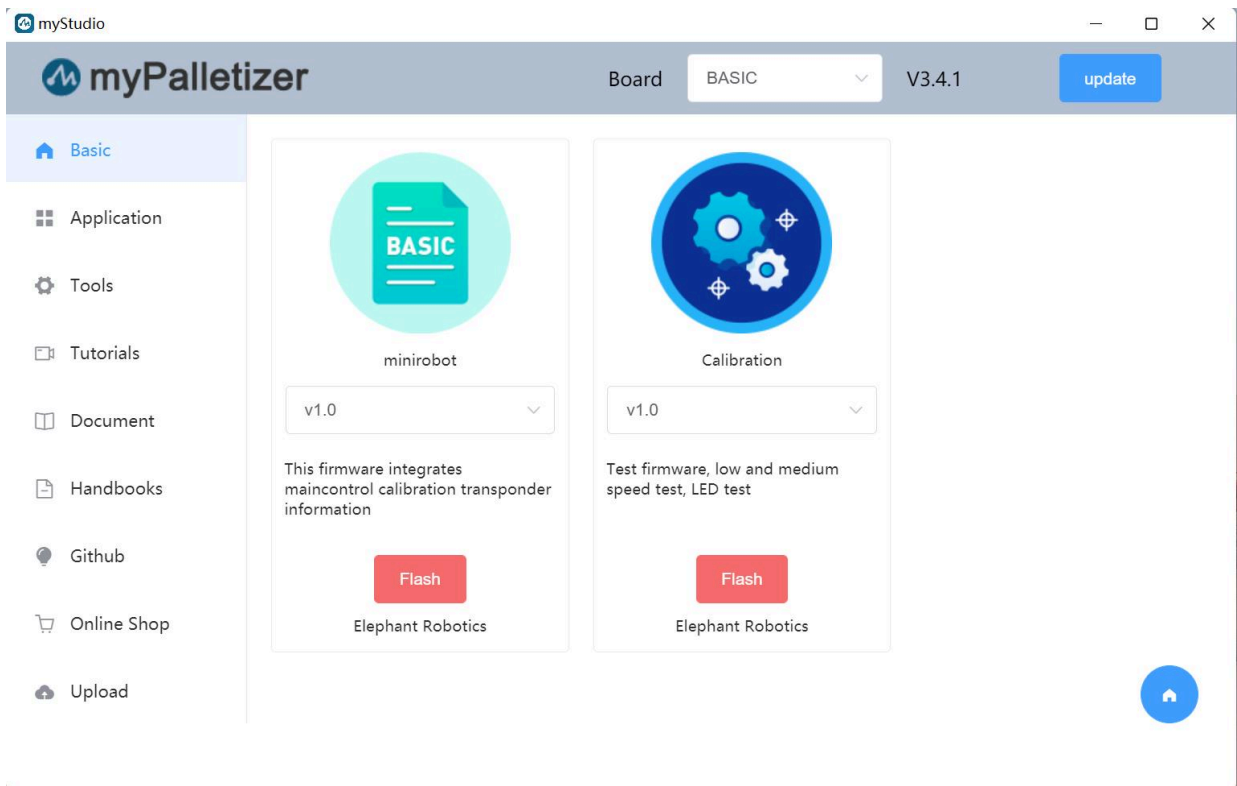 myStudio
myPalletizer
Board
BASIC
V3.4.1
update
Basic
Application
Tools
Tutorials
Document
Handbooks
Github
Online Shop
Upload
BASIC
minirobot
v1.0
This firmware integrates
maincontrol calibration transponder
information
Flash
Elephant Robotics
Calibration
v1.0
Test firmware, low and medium
speed test, LED test
Flash
Elephant Robotics